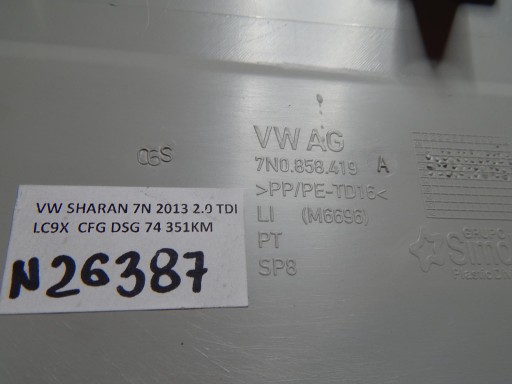 06S
VW AG
7N0.858.419 A
>PP/PE-TD16<
LI (M6696)
PT
SP8
GRUPO
VW SHARAN 7N 2013 2.0 TDI
LC9X CFG DSG 74 351KM
N26387